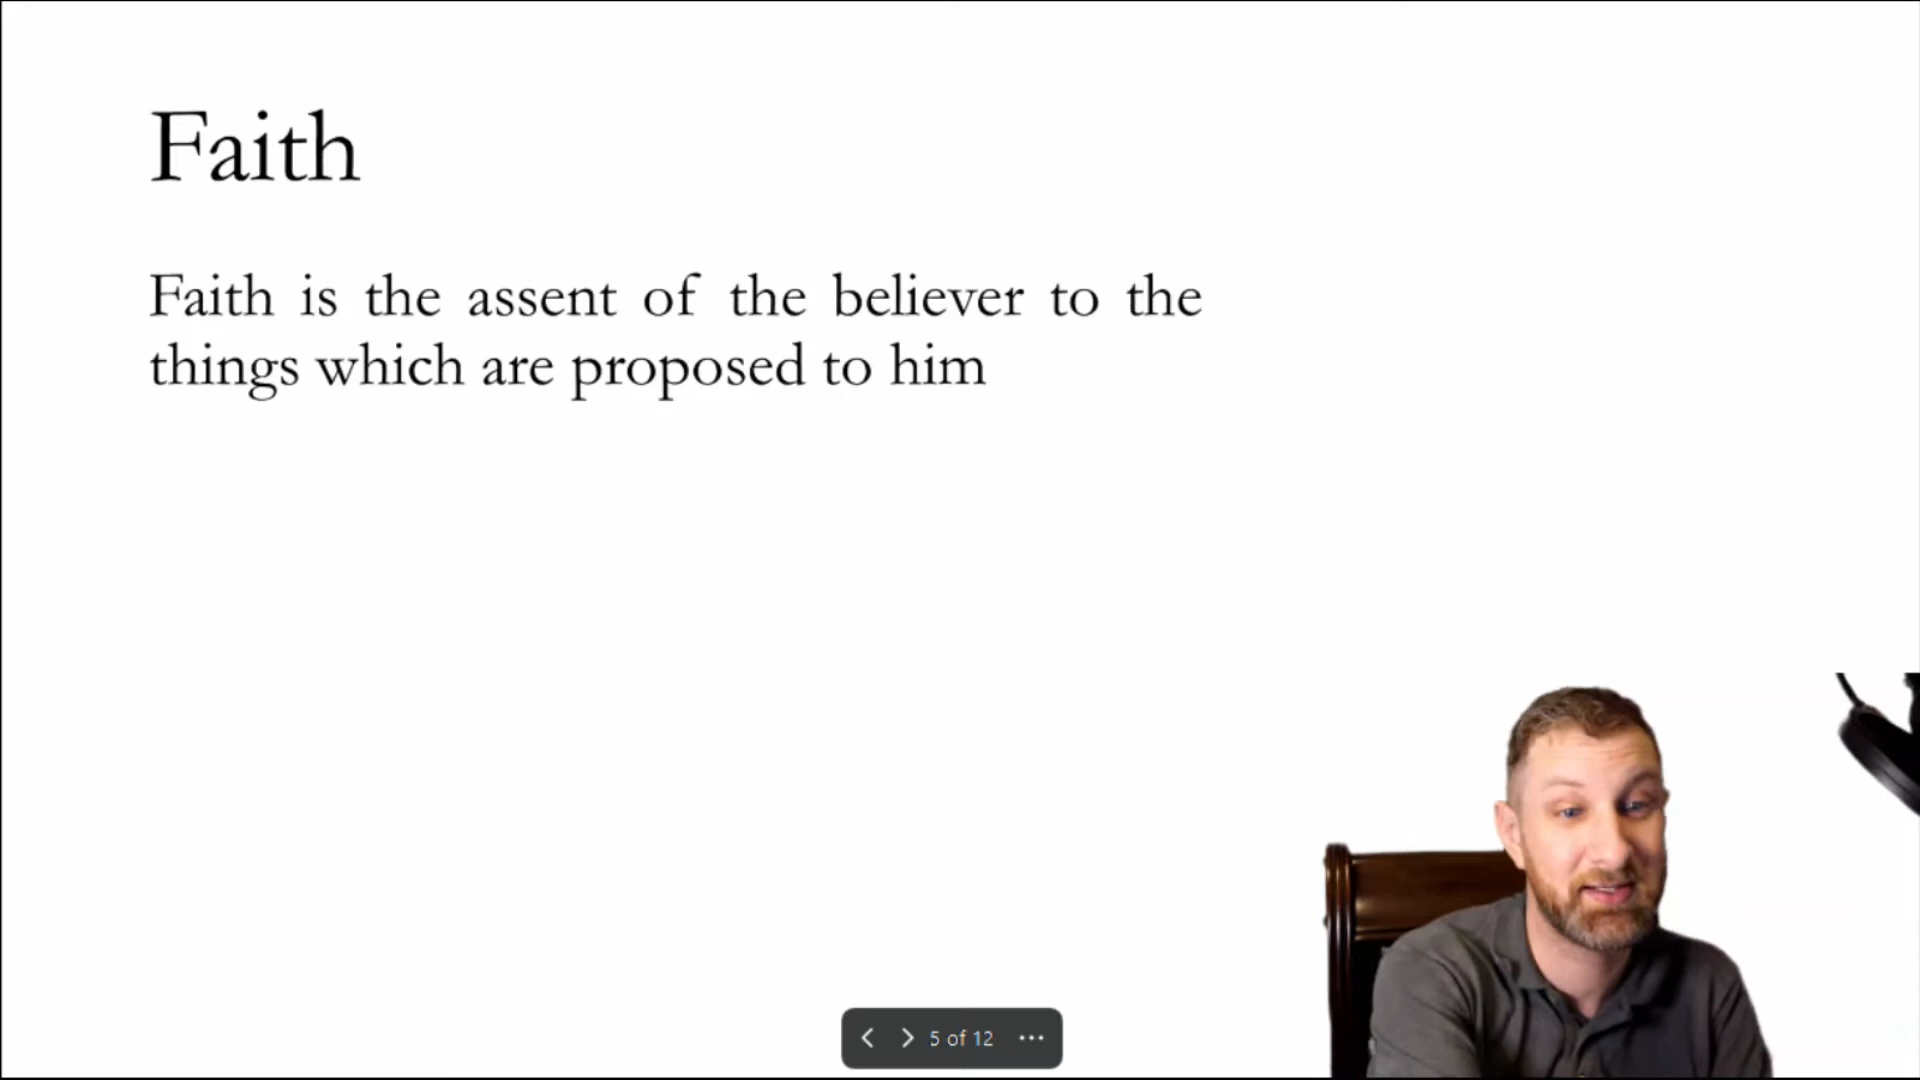 Faith
Faith is the assent of the believer to the
things which are proposed to him
5 of 12